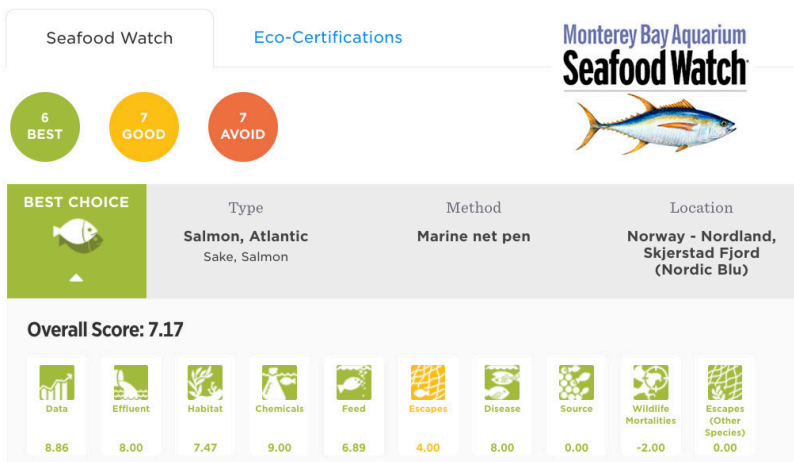 Seafood Watch
Eco-Certifications
Monterey Bay Aquarium
Seafood Watch
6
BEST
7
GOOD
7
AVOID
BEST CHOICE
Type
Salmon, Atlantic
Sake, Salmon
Method
Marine net pen
Location
Norway - Nordland,
Skjerstad Fjord
(Nordic Blu)
Overall Score: 7.17
Data
8.86
Effluent
8.00
Habitat
7.47
Chemicals
9.00
Feed
6.89
Escapes
4.00
Disease
8.00
Source
0.00
Wildlife
Mortalities
-2.00
Escapes
(Other
Species)
0.00